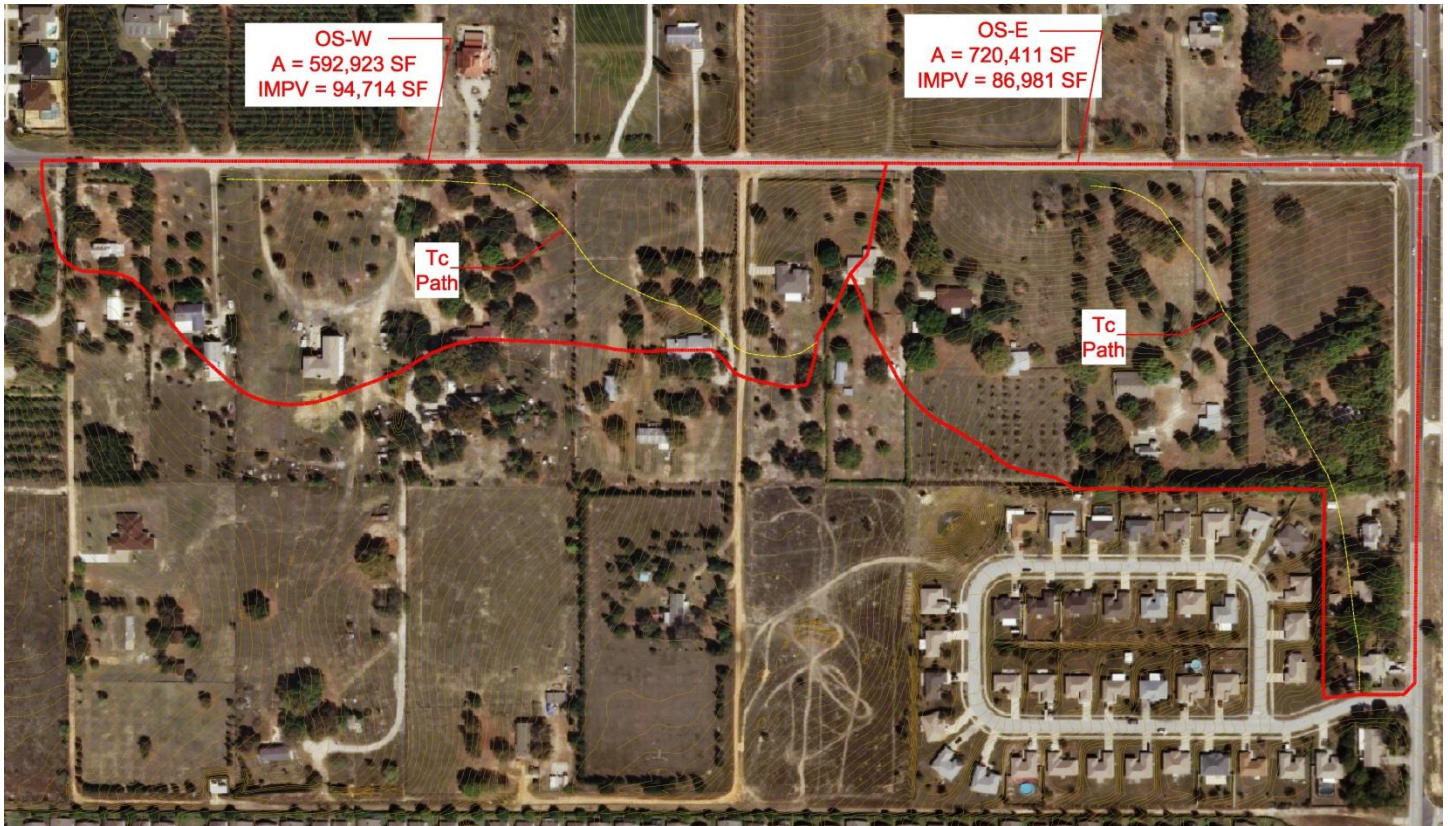 OS-W
A = 592,923 SF
IMPV = 94,714 SF
OS-E
A = 720,411 SF
IMPV = 86,981 SF
Tc
Path
Tc
Path